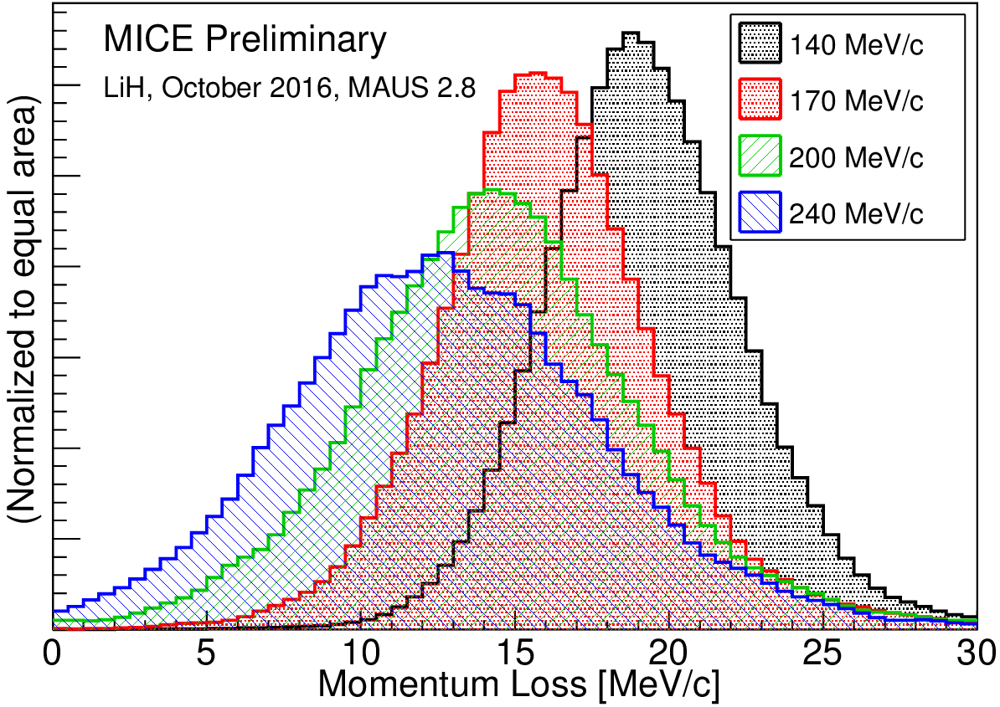 MICE Preliminary
LiH, October 2016, MAUS 2.8
140 MeV/c
170 MeV/c
200 MeV/c
240 MeV/c
(Normalized to equal area)
0 5 10 15 20 25 30
Momentum Loss [MeV/c]